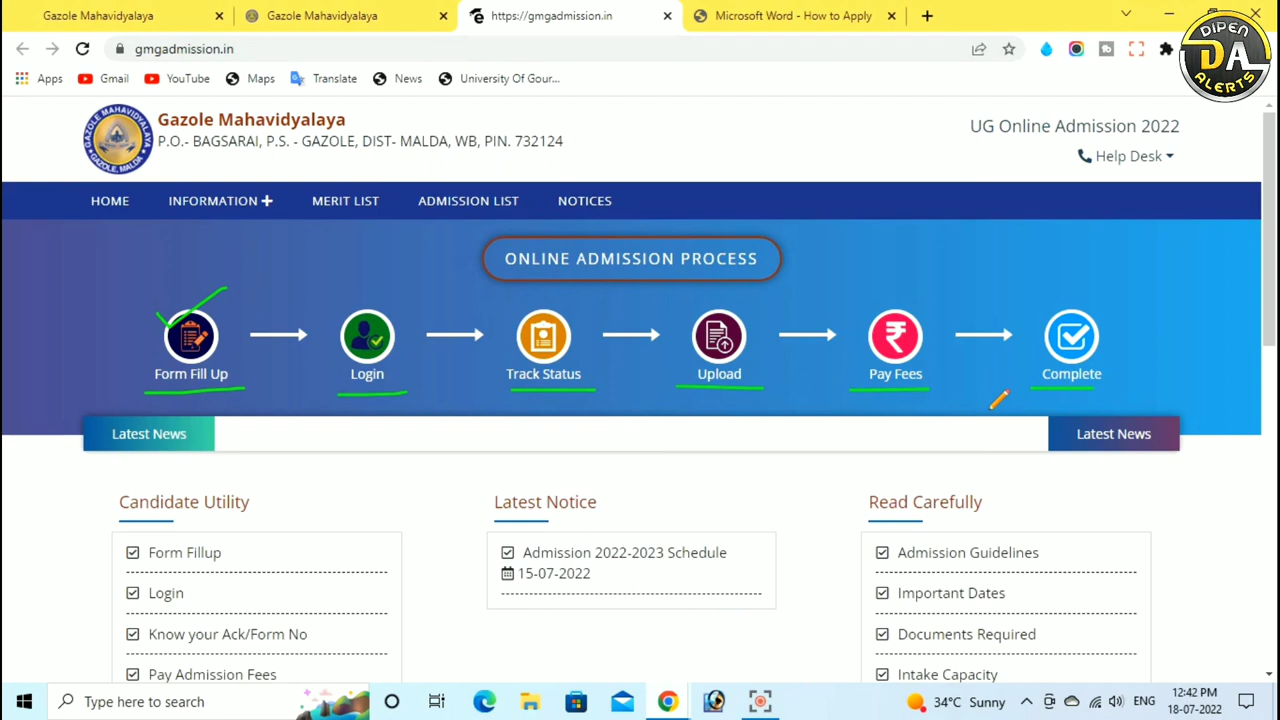 Gazole Mahavidyalaya
Gazole Mahavidyalaya
https://gmgadmission.in
Microsoft Word - How to Apply
gmgadmission.in
Apps
Gmail
YouTube
Maps
Translate
News
University Of Gour...
DIPEN
DA
ALERTS
GAZOLE MAHAVIDYALAYA
GAZOLE, MALDA
Gazole Mahavidyalaya
P.O.- BAGSARAI, P.S. - GAZOLE, DIST- MALDA, WB, PIN. 732124
UG Online Admission 2022
Help Desk
HOME
INFORMATION
MERIT LIST
ADMISSION LIST
NOTICES
ONLINE ADMISSION PROCESS
Form Fill Up
Login
Track Status
Upload
Pay Fees
Complete
Latest News
Latest News
Candidate Utility
Form Fillup
Login
Know your Ack/Form No
Pay Admission Fees
Latest Notice
Admission 2022-2023 Schedule
15-07-2022
Read Carefully
Admission Guidelines
Important Dates
Documents Required
Intake Capacity
Type here to search
34°C Sunny
ENG
12:42 PM
18-07-2022